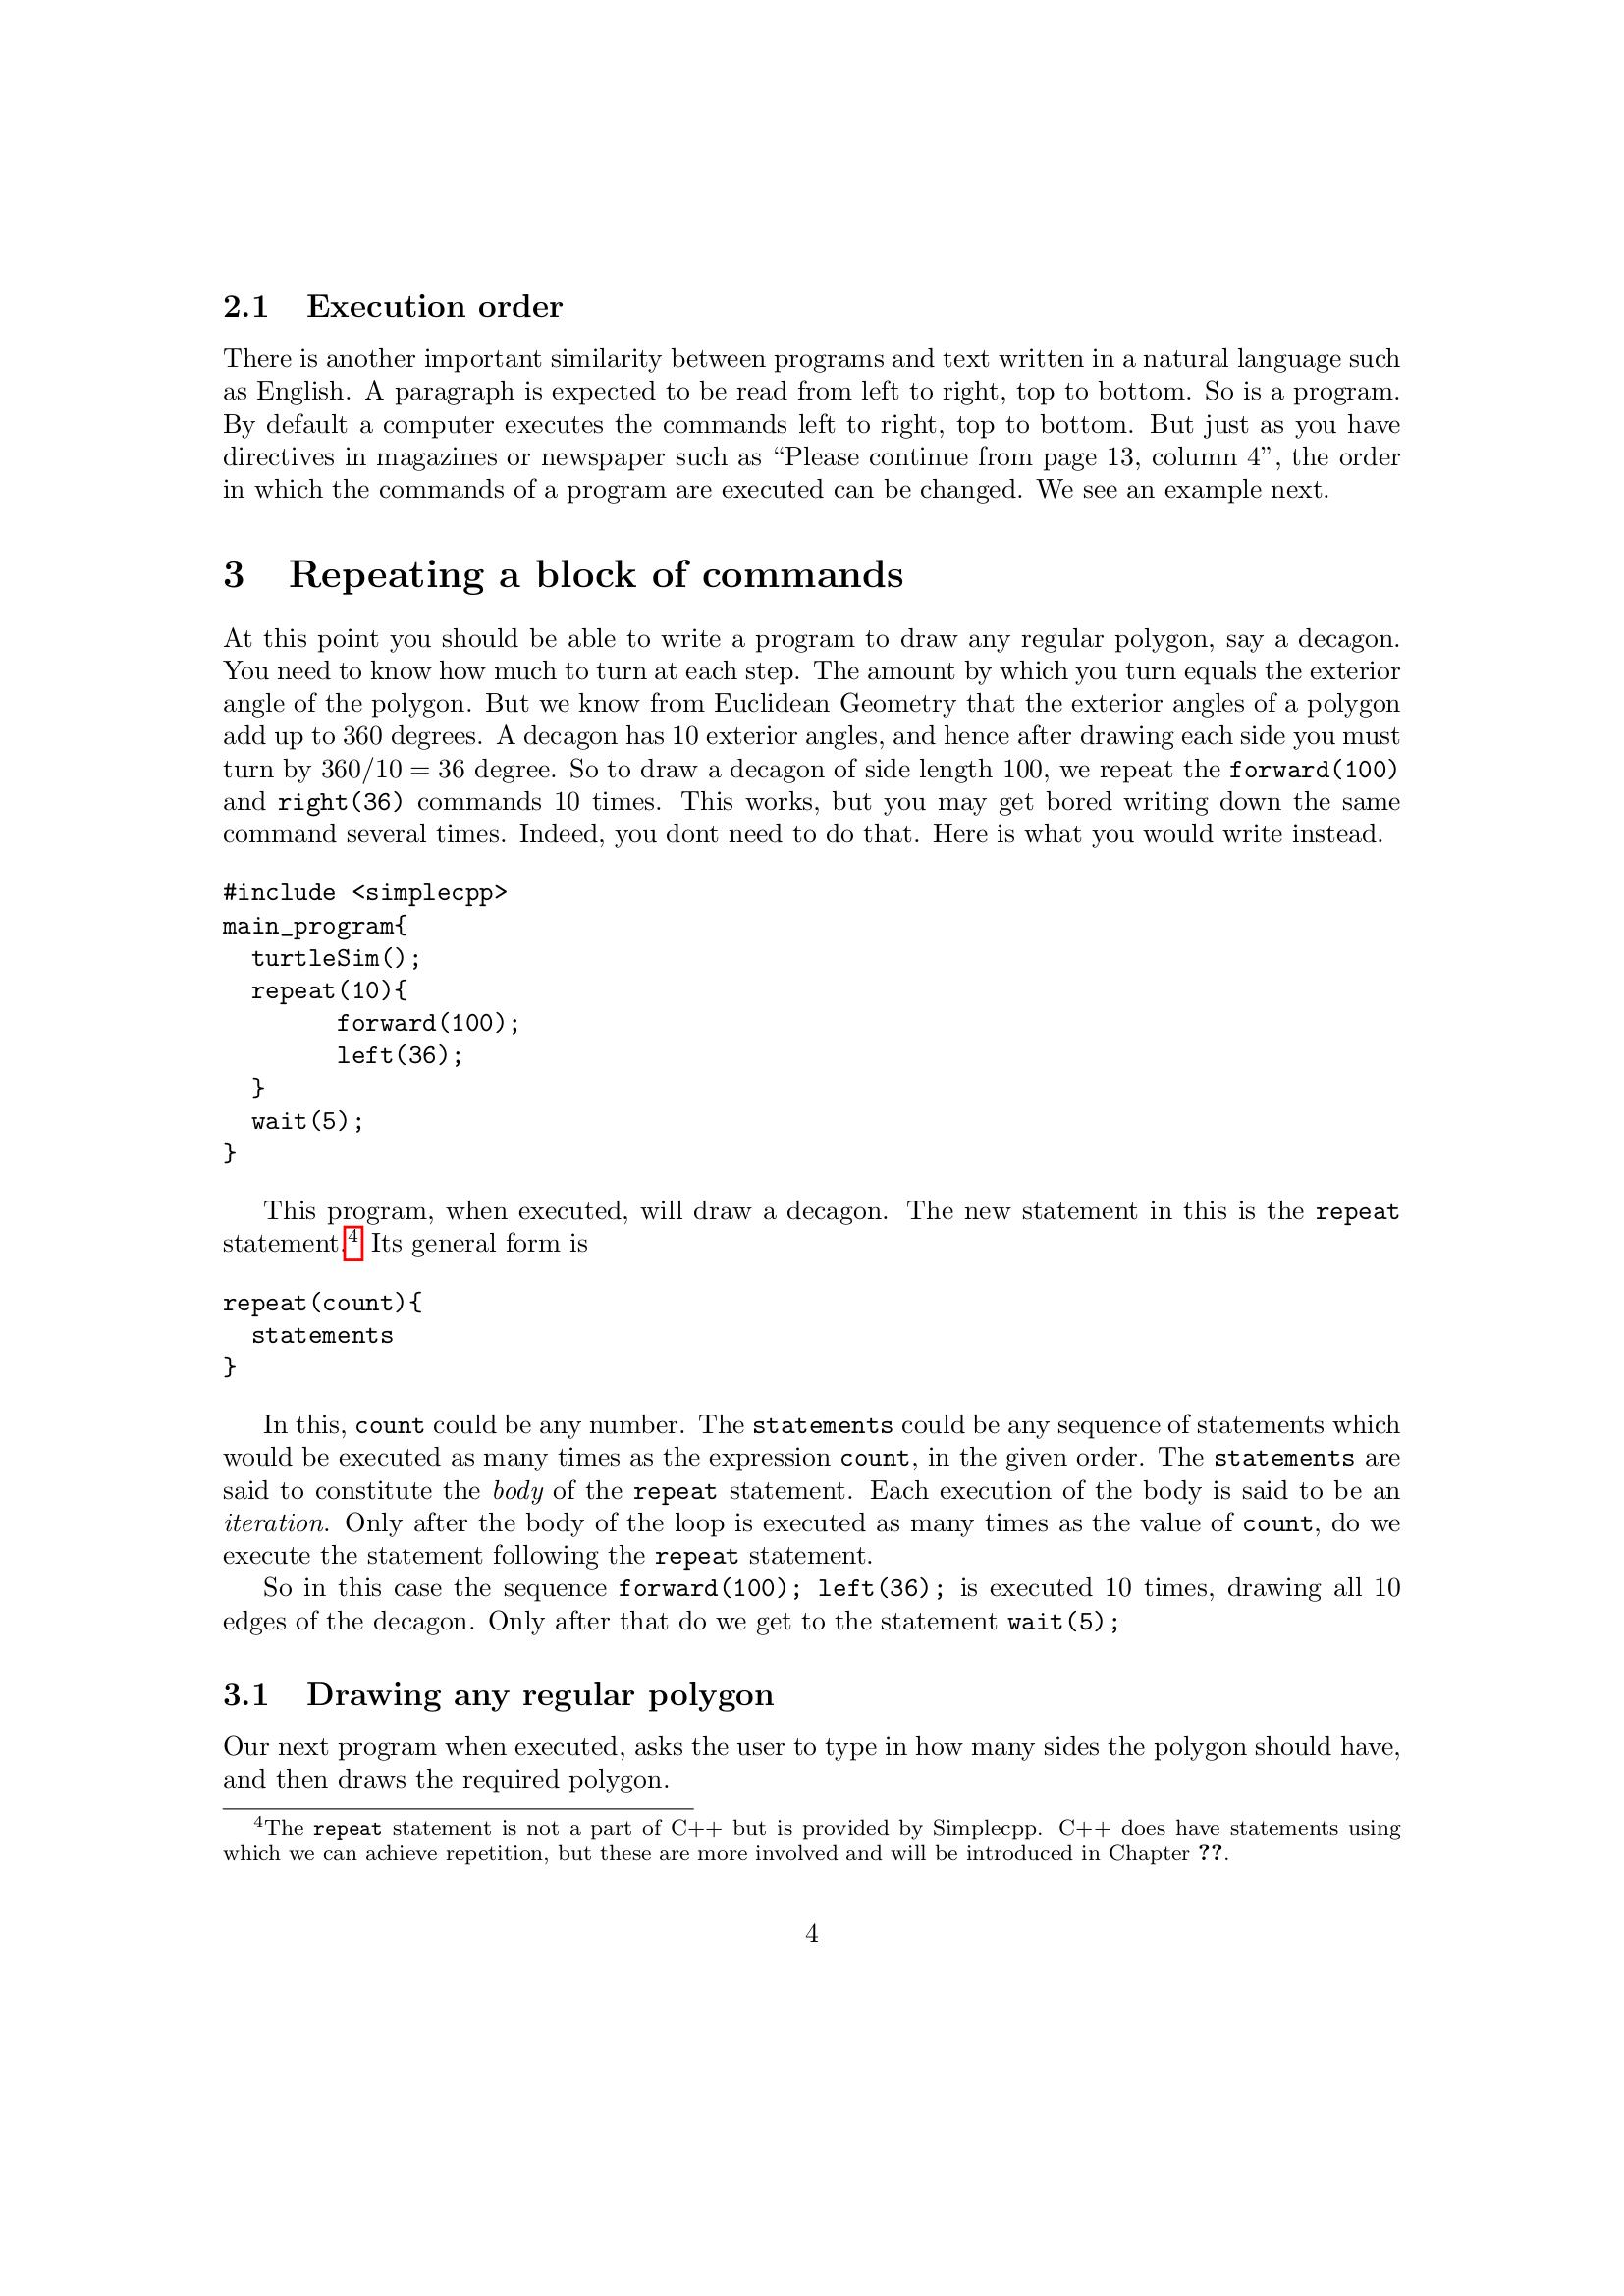 2.1 Execution order
There is another important similarity between programs and text written in a natural language such
as English. A paragraph is expected to be read from left to right, top to bottom. So is a program.
By default a computer executes the commands left to right, top to bottom. But just as you have
directives in magazines or newspaper such as “Please continue from page 13, column 4”, the order
in which the commands of a program are executed can be changed. We see an example next.
3 Repeating a block of commands
At this point you should be able to write a program to draw any regular polygon, say a decagon.
You need to know how much to turn at each step. The amount by which you turn equals the exterior
angle of the polygon. But we know from Euclidean Geometry that the exterior angles of a polygon
add up to 360 degrees. A decagon has 10 exterior angles, and hence after drawing each side you must
turn by 360/10 = 36 degree. So to draw a decagon of side length 100, we repeat the forward(100)
and right(36) commands 10 times. This works, but you may get bored writing down the same
command several times. Indeed, you dont need to do that. Here is what you would write instead.
#include <simplecpp>
main_program{
  turtleSim();
  repeat(10){
        forward(100);
        left(36);
  }
  wait(5);
}
This program, when executed, will draw a decagon. The new statement in this is the repeat
statement.4 Its general form is
repeat(count){
  statements
}
In this, count could be any number. The statements could be any sequence of statements which
would be executed as many times as the expression count, in the given order. The statements are
said to constitute the body of the repeat statement. Each execution of the body is said to be an
iteration. Only after the body of the loop is executed as many times as the value of count, do we
execute the statement following the repeat statement.
So in this case the sequence forward(100); left(36); is executed 10 times, drawing all 10
edges of the decagon. Only after that do we get to the statement wait(5);
3.1 Drawing any regular polygon
Our next program when executed, asks the user to type in how many sides the polygon should have,
and then draws the required polygon.
4The repeat statement is not a part of C++ but is provided by Simplecpp. C++ does have statements using
which we can achieve repetition, but these are more involved and will be introduced in Chapter ??.
4